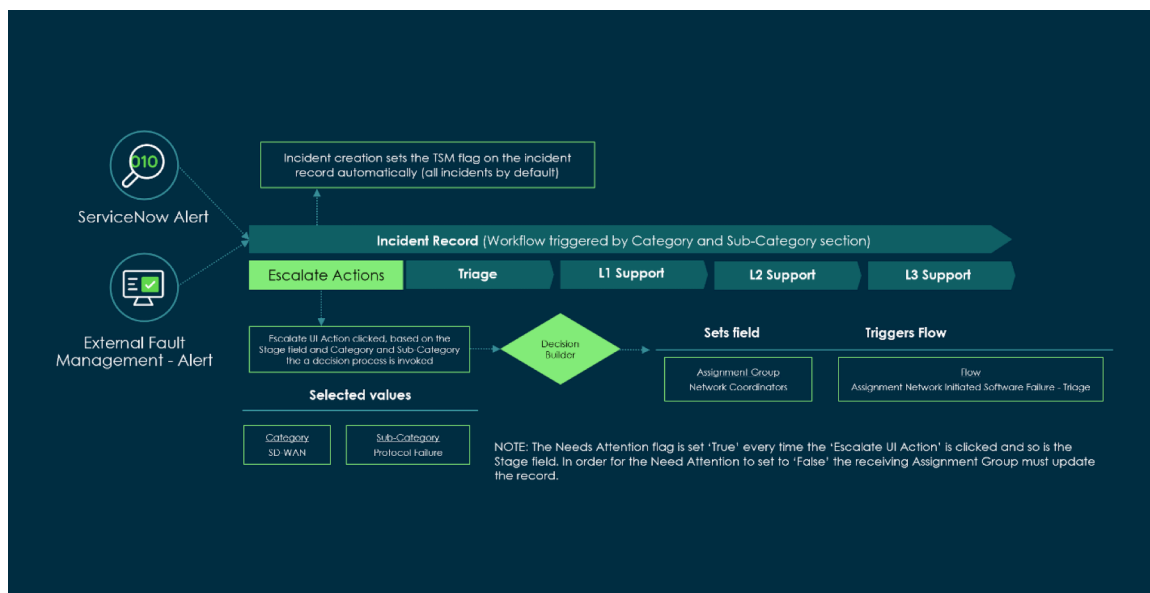 010
ServiceNow Alert
External Fault
Management - Alert
Incident creation sets the TSM flag on the incident
record automatically (all incidents by default)
Incident Record (Workflow triggered by Category and Sub-Category section)
Escalate Actions
Triage
L1 Support
L2 Support
L3 Support
Escalate UI Action clicked, based on the
Stage field and Category and Sub-Category
the a decision process is invoked
Decision
Builder
Sets field
Triggers Flow
Assignment Group
Network Coordinators
Flow
Assignment Network Initiated Software Failure - Triage
Selected values
Category
SD-WAN
Sub-Category
Protocol Failure
NOTE: The Needs Attention flag is set ‘True’ every time the ‘Escalate UI Action’ is clicked and so is the
Stage field. In order for the Need Attention to set to ‘False’ the receiving Assignment Group must update
the record.